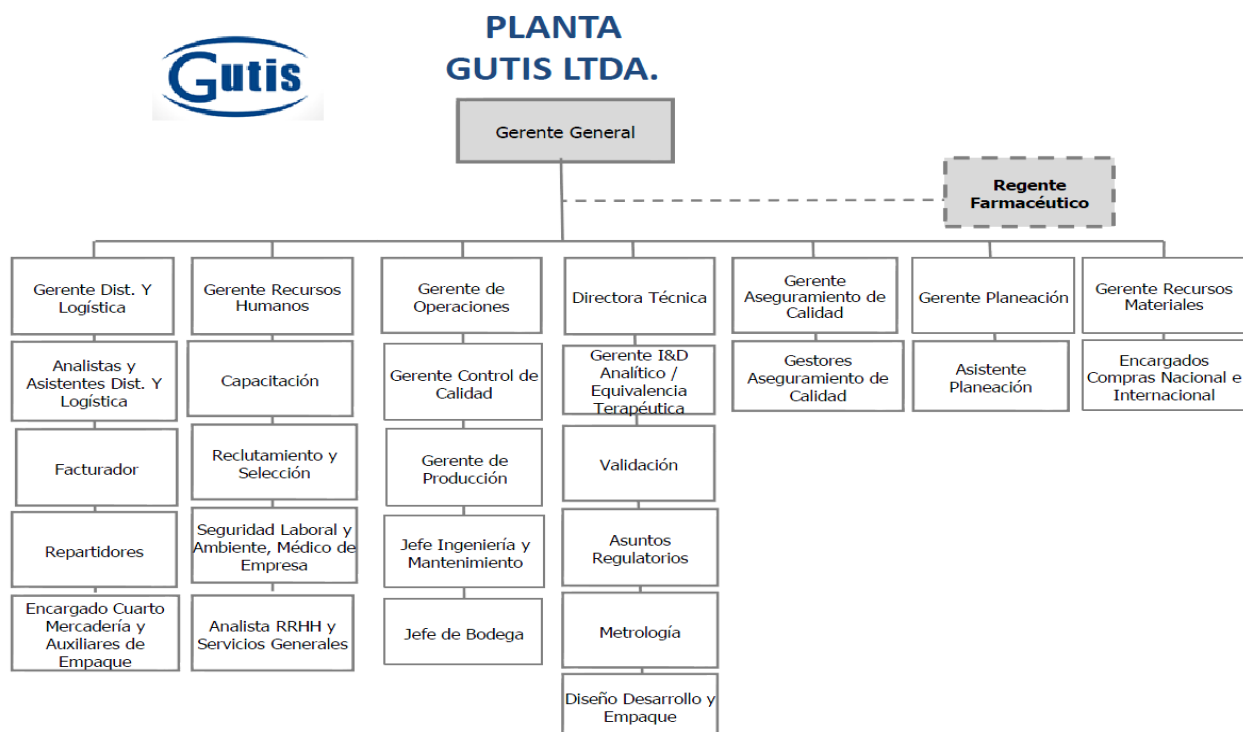 Gutis
PLANTA
GUTIS LTDA.
Gerente General
Regente
Farmacéutico
Gerente Dist. Y
Logística
Analistas y
Asistentes Dist. Y
Logística
Facturador
Repartidores
Encargado Cuarto
Mercadería y
Auxiliares de
Empaque
Gerente Recursos
Humanos
Capacitación
Reclutamiento y
Selección
Seguridad Laboral y
Ambiente, Médico de
Empresa
Analista RRHH y
Servicios Generales
Gerente de
Operaciones
Gerente Control de
Calidad
Gerente de
Producción
Jefe Ingeniería y
Mantenimiento
Jefe de Bodega
Directora Técnica
Gerente I&D
Analítico /
Equivalencia
Terapéutica
Validación
Asuntos
Regulatorios
Metrología
Diseño Desarrollo y
Empaque
Gerente
Aseguramiento de
Calidad
Gestores
Aseguramiento de
Calidad
Gerente Planeación
Asistente
Planeación
Gerente Recursos
Materiales
Encargados
Compras Nacional e
Internacional